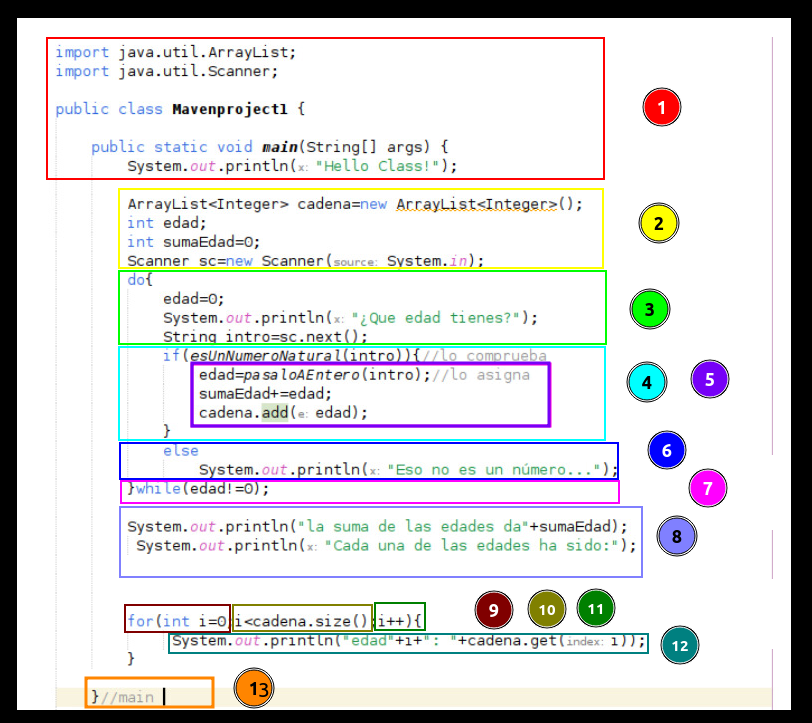 import java.util.ArrayList;
import java.util.Scanner;
1
public class Mavenproject1 {
public static void main(String[] args) {
System.out.println(x: "Hello Class!");
ArrayList<Integer> cadena=new ArrayList<Integer>();
int edad;
2
int sumaEdad=0;
Scanner sc=new Scanner(source: System.in);
do{
edad=0;
3
System.out.println(x: "¿Que edad tienes?");
String intro=sc.next();
if(esUnNumeroNatural(intro)){//lo comprueba
edad=pasaloAEntero(intro);//lo asigna
4 5
sumaEdad+=edad;
cadena.add(e: edad);
}
else
6
System.out.println(x: "Eso no es un número...");
}while(edad!=0);
7
System.out.println("la suma de las edades da"+sumaEdad);
8
System.out.println(x: "Cada una de las edades ha sido:");
9 10 11
for(int i=0;i<cadena.size();i++){
System.out.println("edad"+i+": "+cadena.get(index: i));
12
}
}//main
13